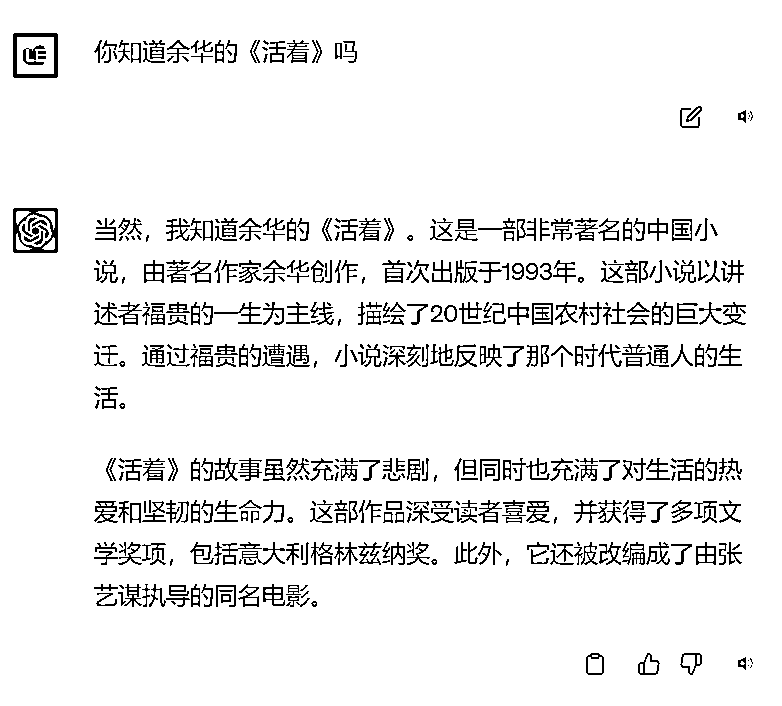 你知道余华的《活着》吗
当然，我知道余华的《活着》。这是一部非常著名的中国小
说，由著名作家余华创作，首次出版于1993年。这部小说以讲
述者福贵的一生为主线，描绘了20世纪中国农村社会的巨大变
迁。通过福贵的遭遇，小说深刻地反映了那个时代普通人的生
活。
《活着》的故事虽然充满了悲剧，但同时也充满了对生活的热
爱和坚韧的生命力。这部作品深受读者喜爱，并获得了多项文
学奖项，包括意大利格林兹纳奖。此外，它还被改编成了由张
艺谋执导的同名电影。